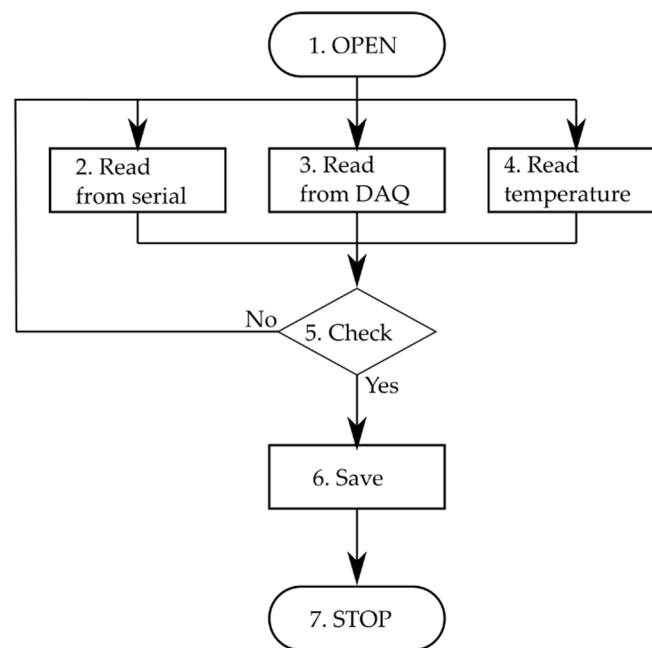 1. OPEN
2. Read
from serial
3. Read
from DAQ
4. Read
temperature
No
5. Check
Yes
6. Save
7. STOP